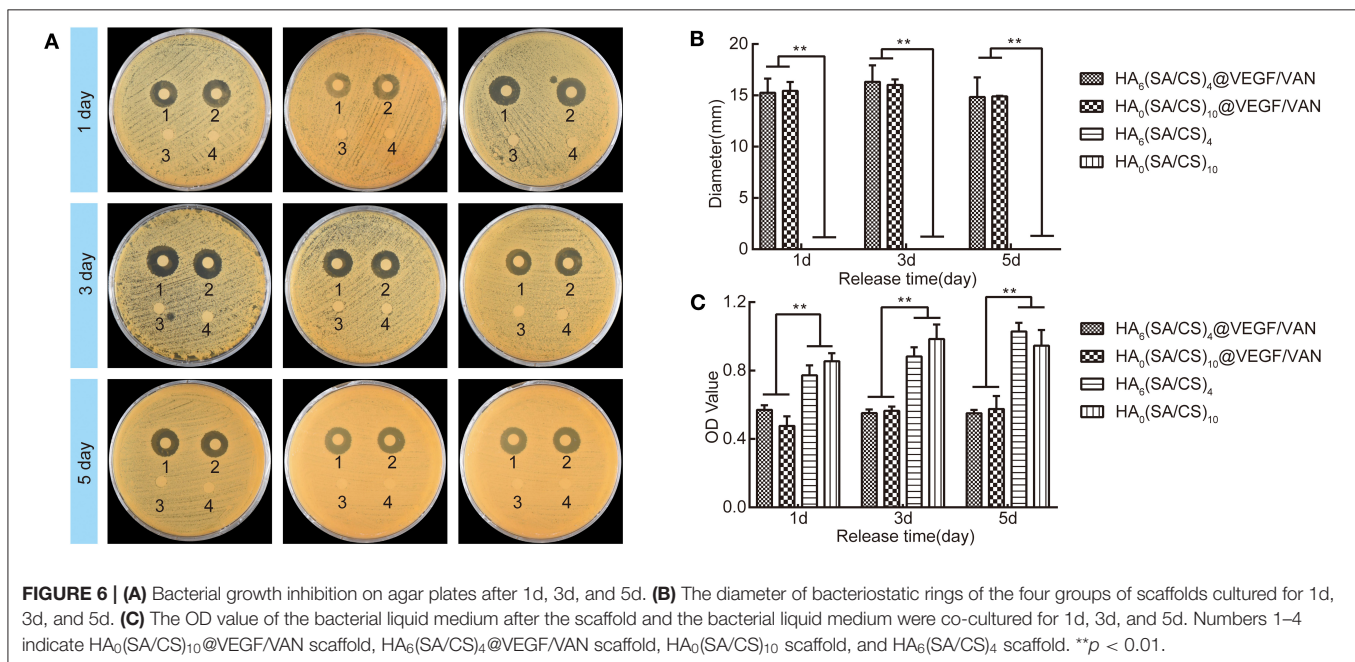 A
1 day
1 2
3 4
1 2
3 4
1 2
3 4
3 day
1 2
3 4
1 2
3 4
1 2
3 4
5 day
1 2
3 4
1 2
3 4
1 2
3 4
B
20
15
10
5
0
Diameter(mm)
** ** **
1d 3d 5d
Release time(day)
HA₆(SA/CS)₄@VEGF/VAN
HA₀(SA/CS)₁₀@VEGF/VAN
HA₆(SA/CS)₄
HA₀(SA/CS)₁₀
C
1.2
0.8
0.4
0.0
OD Value
** ** **
1d 3d 5d
Release time(day)
HA₆(SA/CS)₄@VEGF/VAN
HA₀(SA/CS)₁₀@VEGF/VAN
HA₆(SA/CS)₄
HA₀(SA/CS)₁₀
FIGURE 6 | (A) Bacterial growth inhibition on agar plates after 1d, 3d, and 5d. (B) The diameter of bacteriostatic rings of the four groups of scaffolds cultured for 1d,
3d, and 5d. (C) The OD value of the bacterial liquid medium after the scaffold and the bacterial liquid medium were co-cultured for 1d, 3d, and 5d. Numbers 1–4
indicate HA₀(SA/CS)₁₀@VEGF/VAN scaffold, HA₆(SA/CS)₄@VEGF/VAN scaffold, HA₀(SA/CS)₁₀ scaffold, and HA₆(SA/CS)₄ scaffold. **p < 0.01.